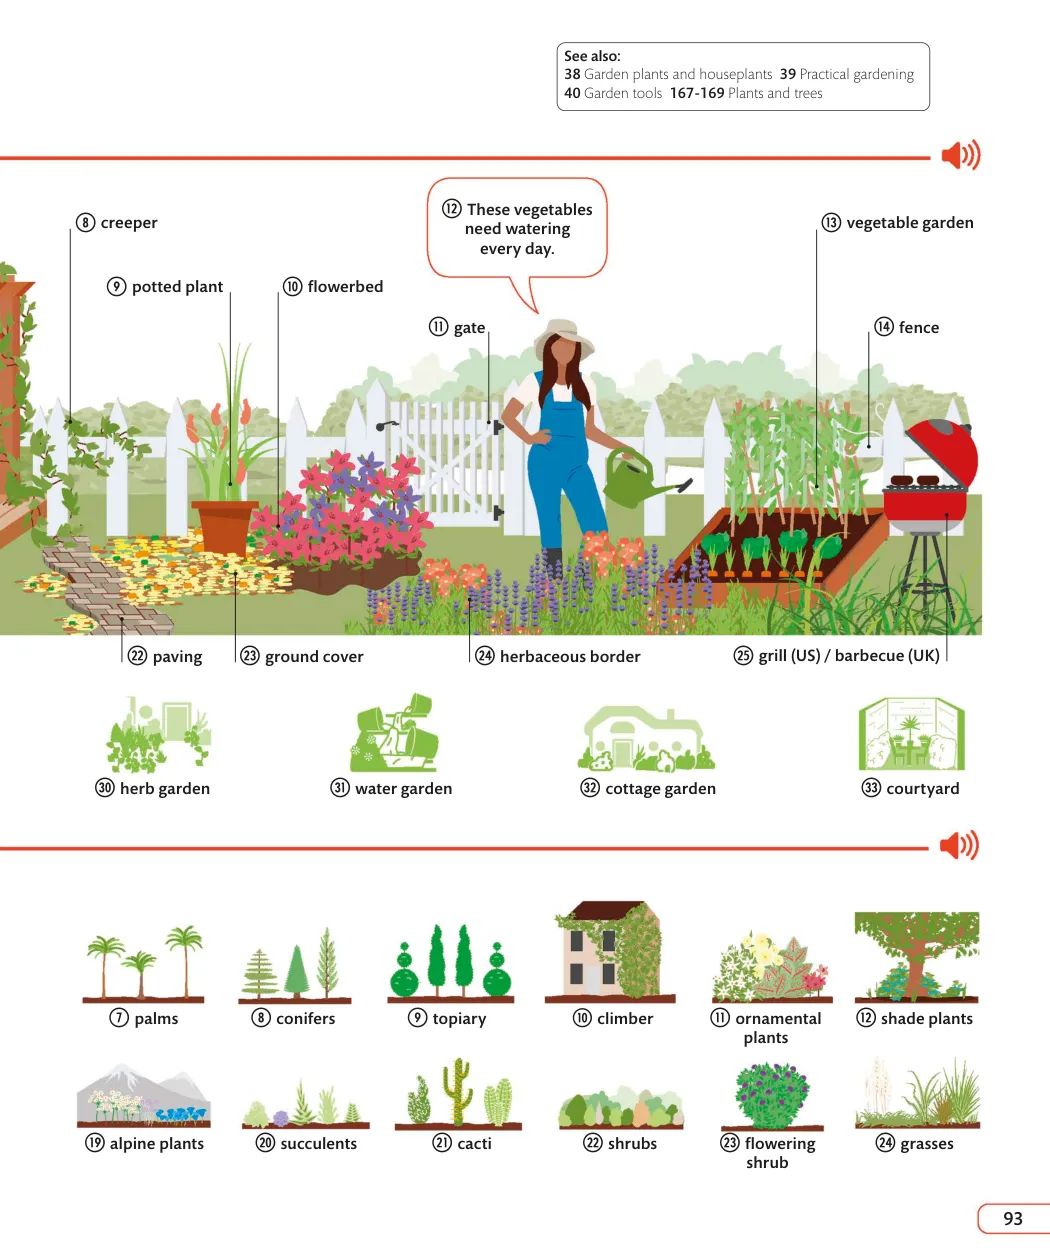 See also:
38 Garden plants and houseplants 39 Practical gardening
40 Garden tools 167-169 Plants and trees
⑧ creeper
⑫ These vegetables
need watering
every day.
⑬ vegetable garden
⑨ potted plant
⑩ flowerbed
⑪ gate
⑭ fence
㉒ paving
㉓ ground cover
㉔ herbaceous border
㉕ grill (US) / barbecue (UK)
㉚ herb garden
㉛ water garden
㉜ cottage garden
㉝ courtyard
⑦ palms
⑧ conifers
⑨ topiary
⑩ climber
⑪ ornamental
plants
⑫ shade plants
⑲ alpine plants
⑳ succulents
㉑ cacti
㉒ shrubs
㉓ flowering
shrub
㉔ grasses
93